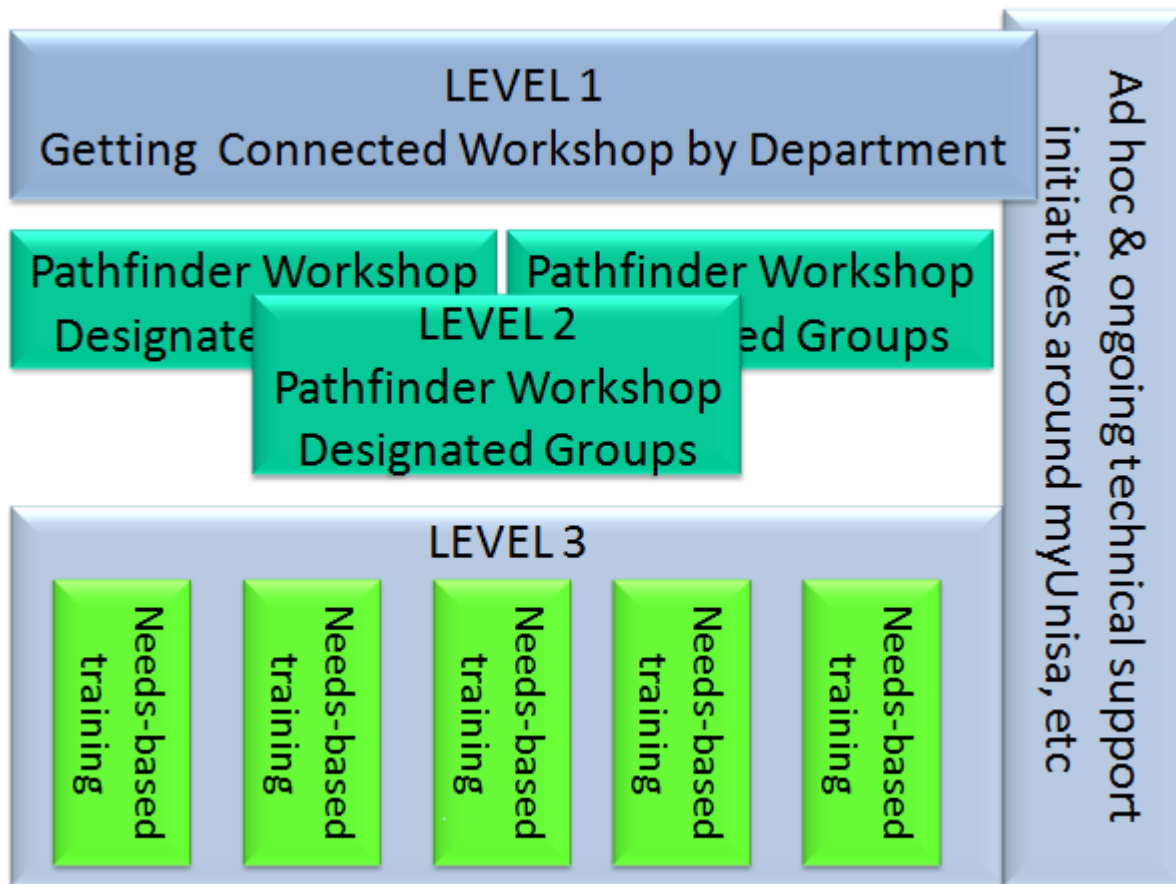 LEVEL 1
Getting Connected Workshop by Department
Pathfinder Workshop
Designate
Pathfinder Workshop
ed Groups
LEVEL 2
Pathfinder Workshop
Designated Groups
LEVEL 3
Needs-based
training
Needs-based
training
Needs-based
training
Needs-based
training
Needs-based
training
Ad hoc & ongoing technical support
initiatives around myUnisa, etc